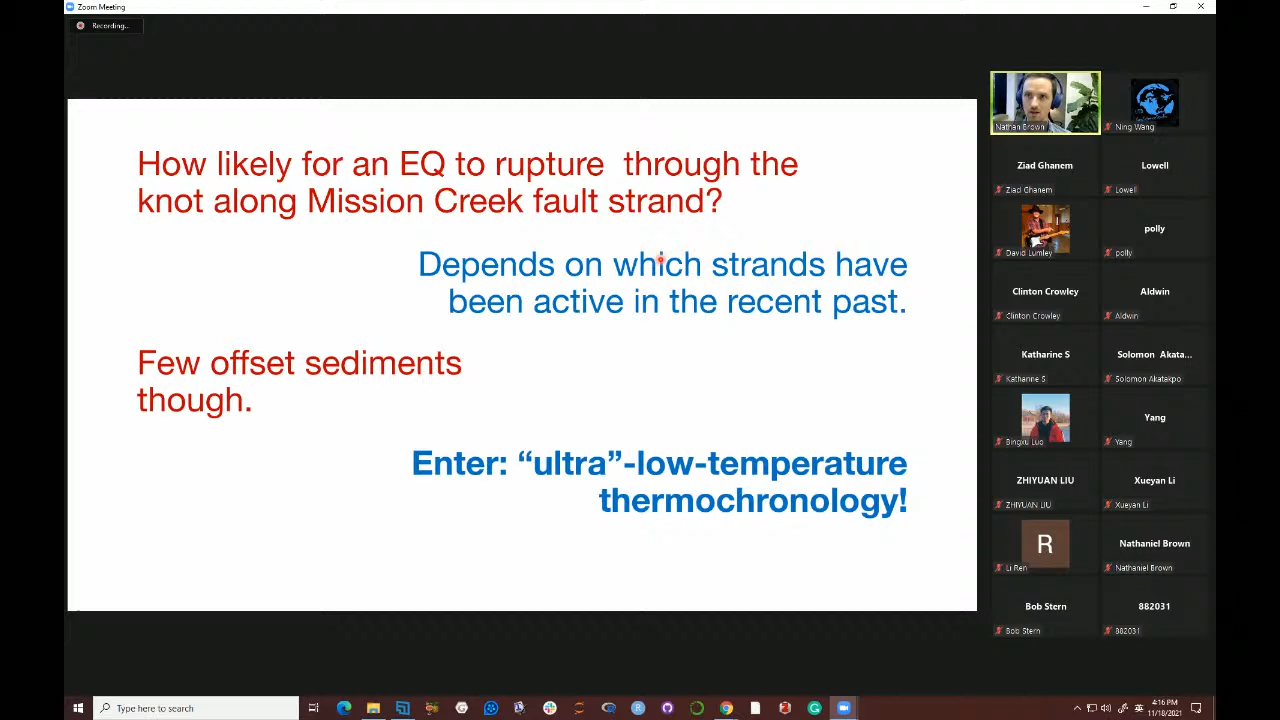 Zoom Meeting
Recording...
How likely for an EQ to rupture through the
knot along Mission Creek fault strand?
Depends on which strands have
been active in the recent past.
Few offset sediments
though.
Enter: “ultra”-low-temperature
thermochronology!
Nathan Brown
Ning Wang
Ziad Ghanem
Ziad Ghanem
Lowell
Lowell
David Lumley
polly
polly
Clinton Crowley
Clinton Crowley
Aldwin
Aldwin
Katharine S
Katharine S
Solomon Akata...
Solomon Akatakpo
Bingxu Luo
Yang
Yang
ZHIYUAN LIU
ZHIYUAN LIU
Xueyan Li
Xueyan Li
R
Li Ren
Nathaniel Brown
Nathaniel Brown
Bob Stern
Bob Stern
882031
882031
Type here to search
英
4:16 PM
11/18/2021